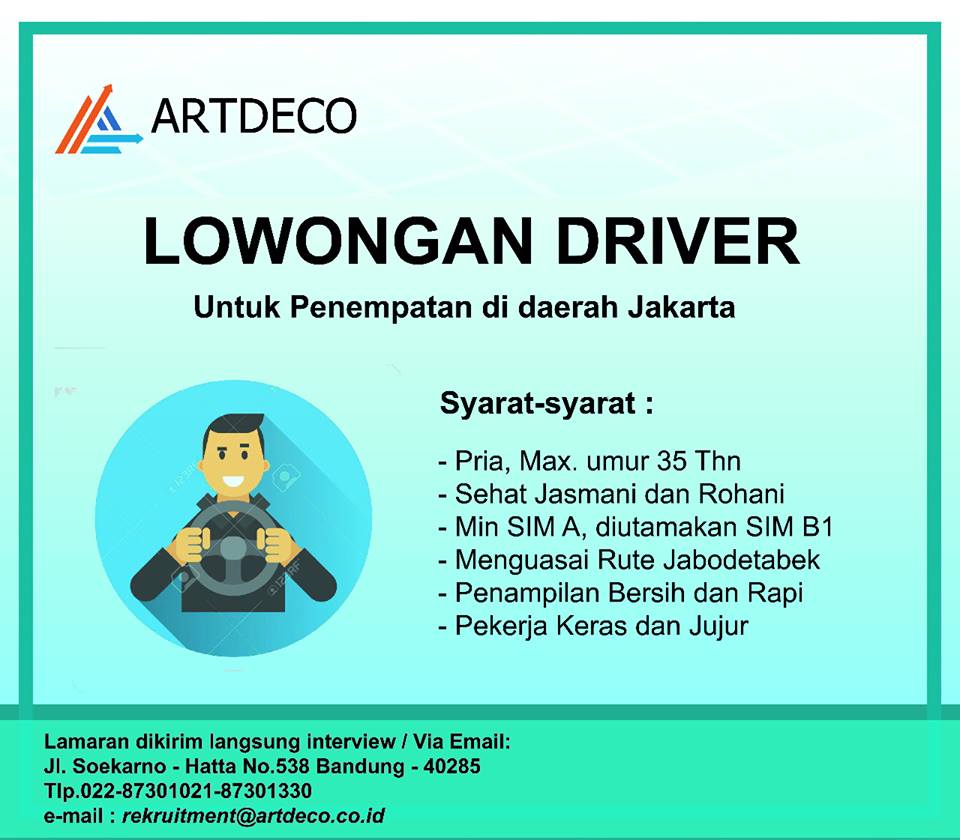 ARTDECO
LOWONGAN DRIVER
Untuk Penempatan di daerah Jakarta
Syarat-syarat :
- Pria, Max. umur 35 Thn
- Sehat Jasmani dan Rohani
- Min SIM A, diutamakan SIM B1
- Menguasai Rute Jabodetabek
- Penampilan Bersih dan Rapi
- Pekerja Keras dan Jujur
Lamaran dikirim langsung interview / Via Email:
Jl. Soekarno - Hatta No.538 Bandung - 40285
Tlp.022-87301021-87301330
e-mail : rekruitment@artdeco.co.id